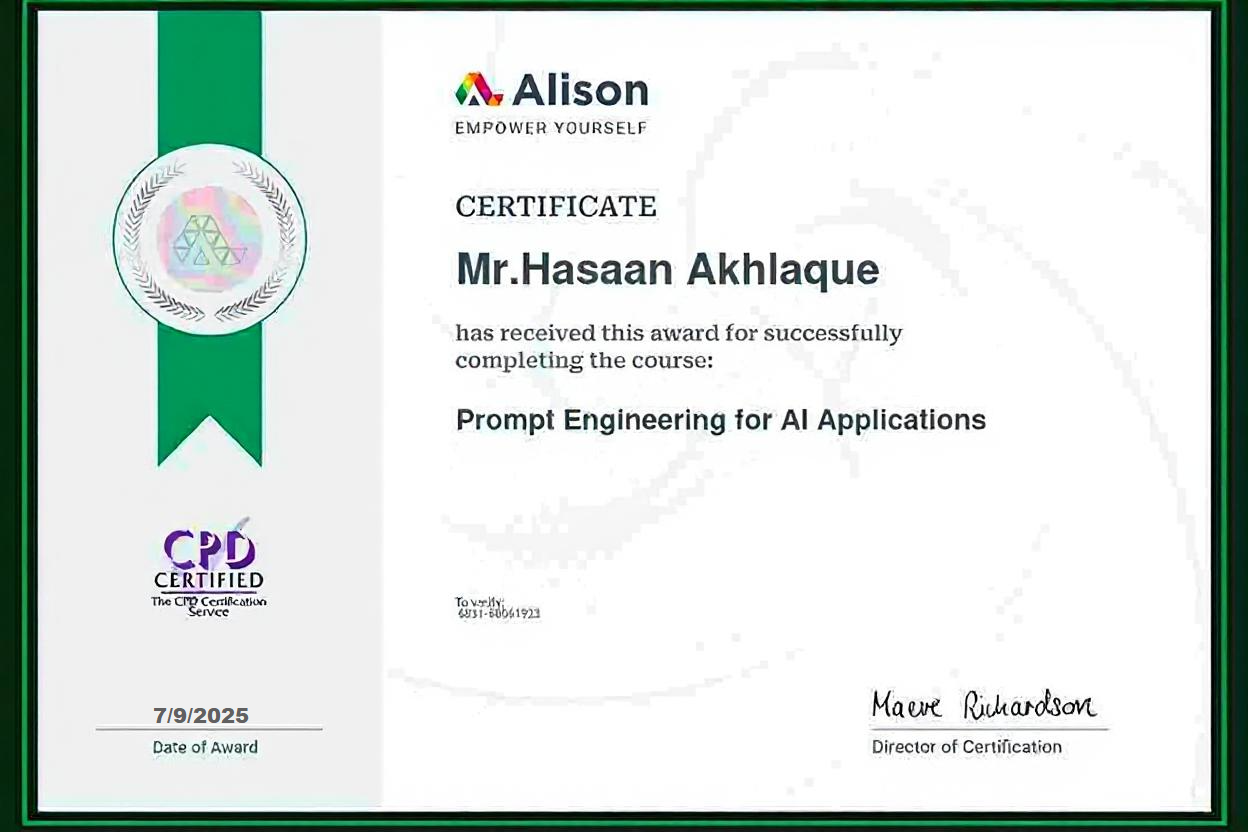 Alison
EMPOWER YOURSELF
CERTIFICATE
Mr.Hasaan Akhlaque
has received this award for successfully
completing the course:
Prompt Engineering for AI Applications
CPD
CERTIFIED
The CPD Certification
Service
To verify:
7/9/2025
Date of Award
Maeve Richardson
Director of Certification